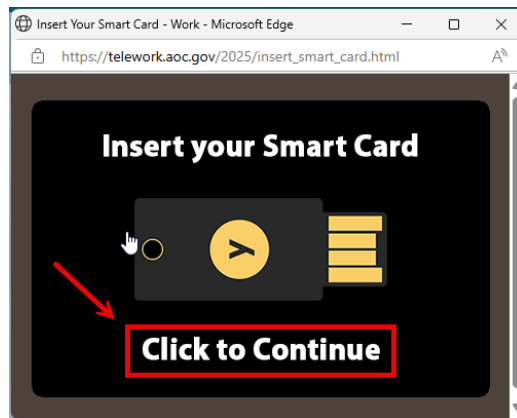 Insert Your Smart Card - Work - Microsoft Edge
https://telework.aoc.gov/2025/insert_smart_card.html
Insert your Smart Card
Y
Click to Continue